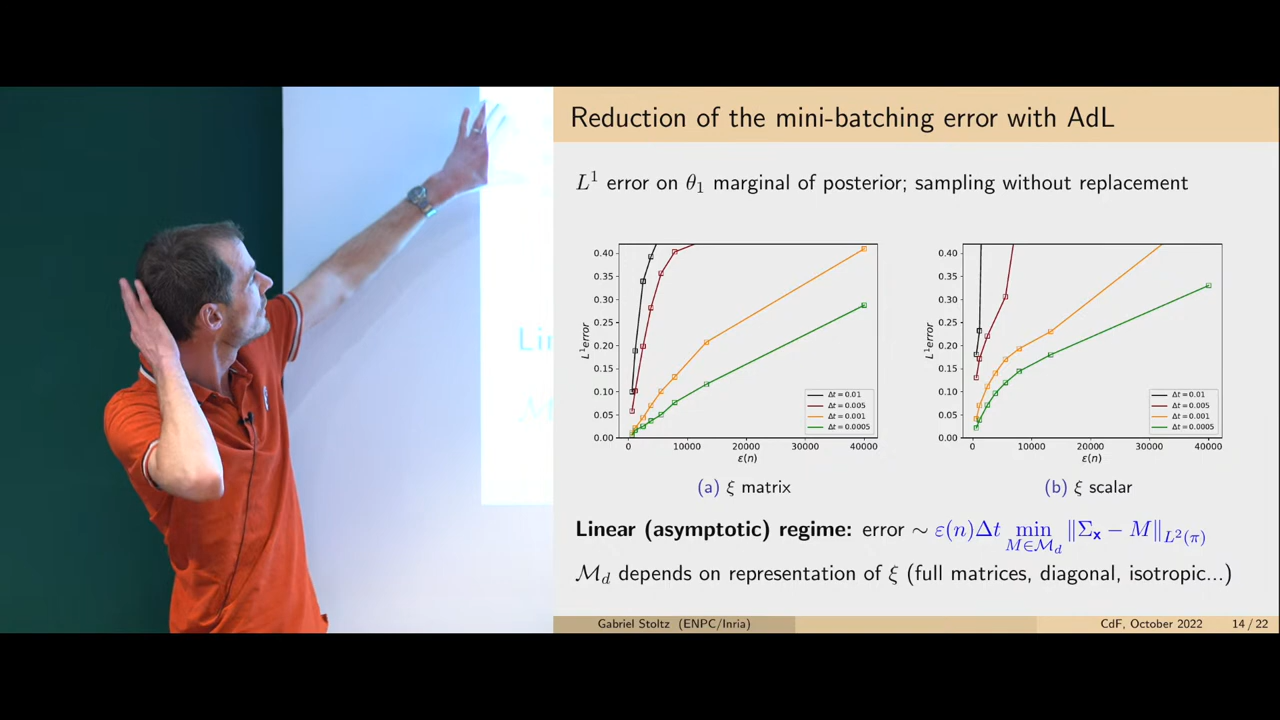 Reduction of the mini-batching error with AdL
L¹ error on θ₁ marginal of posterior; sampling without replacement
0.40
0.35
0.30
0.25
0.20
0.15
0.10
0.05
0.00
L¹error
0 10000 20000 30000 40000
ε(n)
Δt = 0.01
Δt = 0.005
Δt = 0.001
Δt = 0.0005
(a) ξ matrix
0.40
0.35
0.30
0.25
0.20
0.15
0.10
0.05
0.00
L¹error
0 10000 20000 30000 40000
ε(n)
Δt = 0.01
Δt = 0.005
Δt = 0.001
Δt = 0.0005
(b) ξ scalar
Linear (asymptotic) regime: error ∼ ε(n)Δt min_{M∈ℳ_d} ‖Σ_x − M‖_{L²(π)}
ℳ_d depends on representation of ξ (full matrices, diagonal, isotropic...)
Gabriel Stoltz (ENPC/Inria) CdF, October 2022 14 / 22